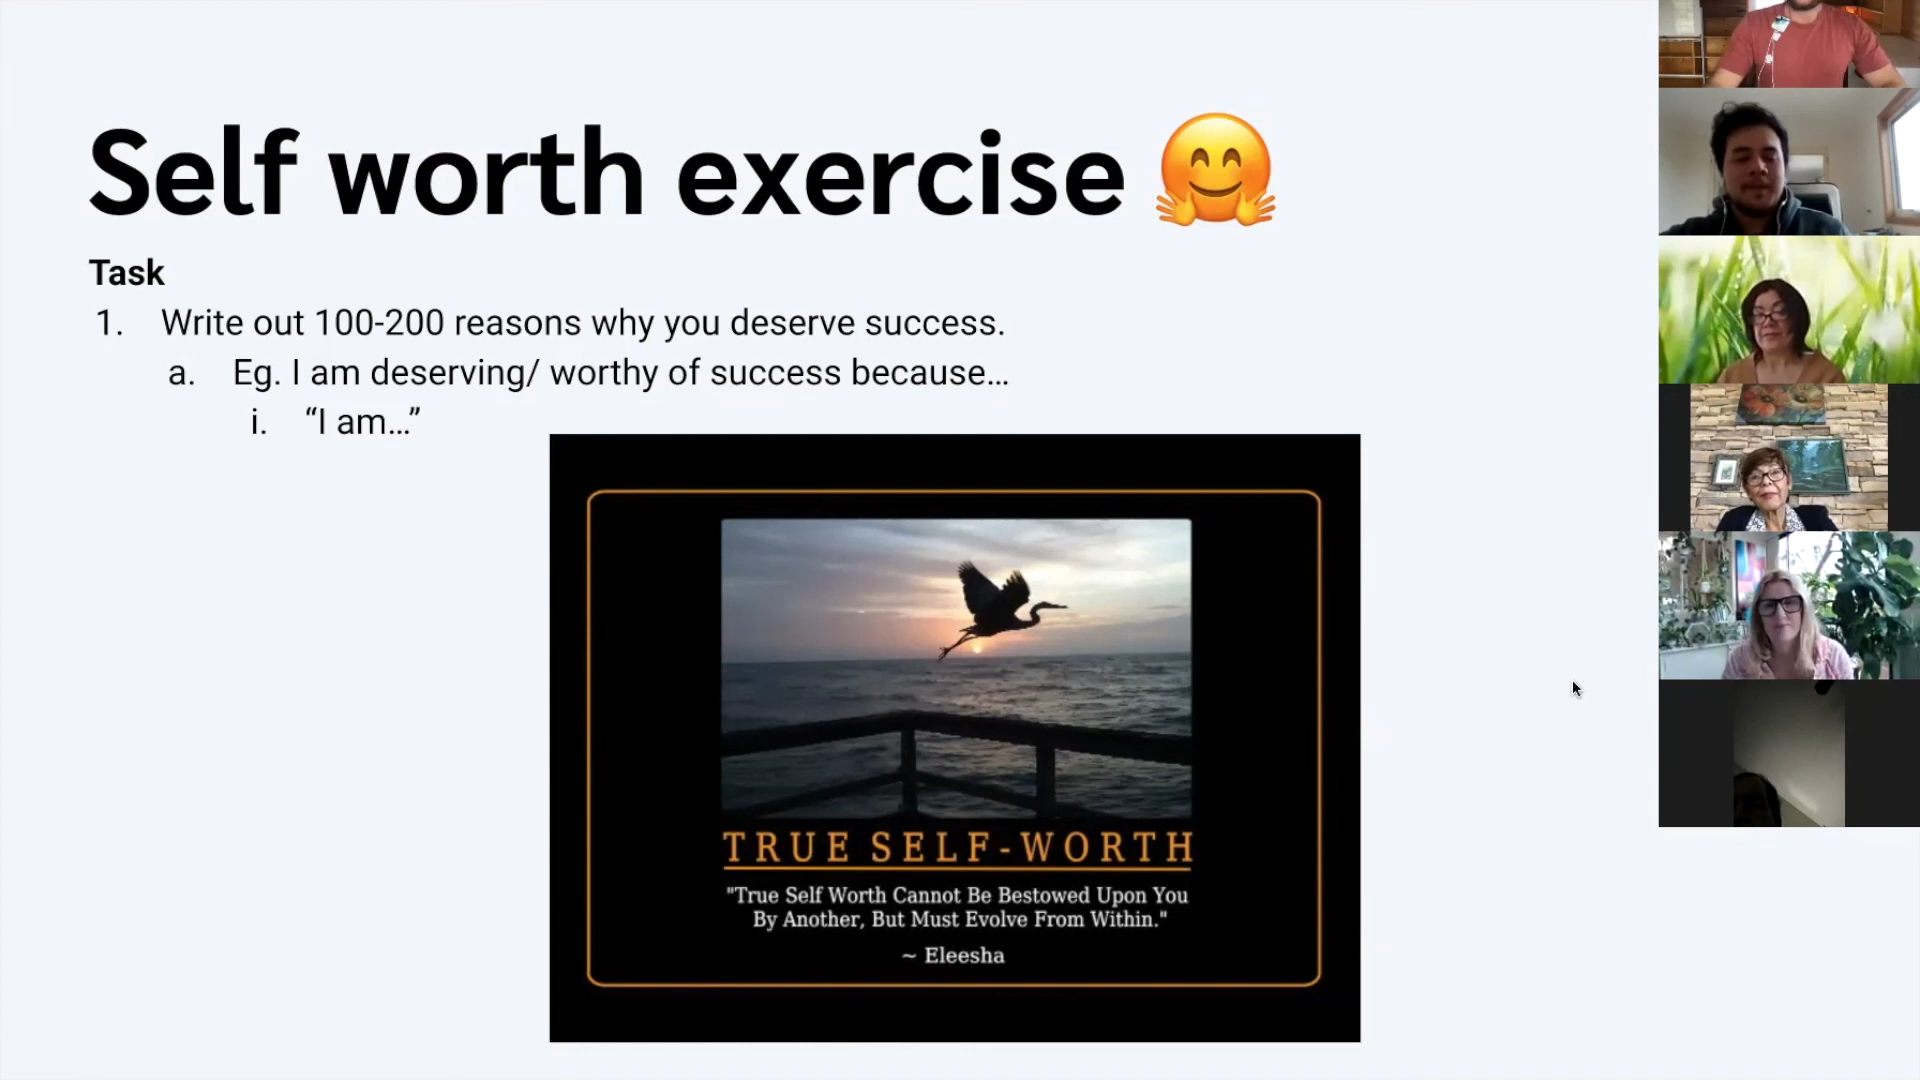 Self worth exercise 🤗
Task
1. Write out 100-200 reasons why you deserve success.
a. Eg. I am deserving/ worthy of success because...
i. “I am...”
TRUE SELF-WORTH
"True Self Worth Cannot Be Bestowed Upon You
By Another, But Must Evolve From Within."
~ Eleesha